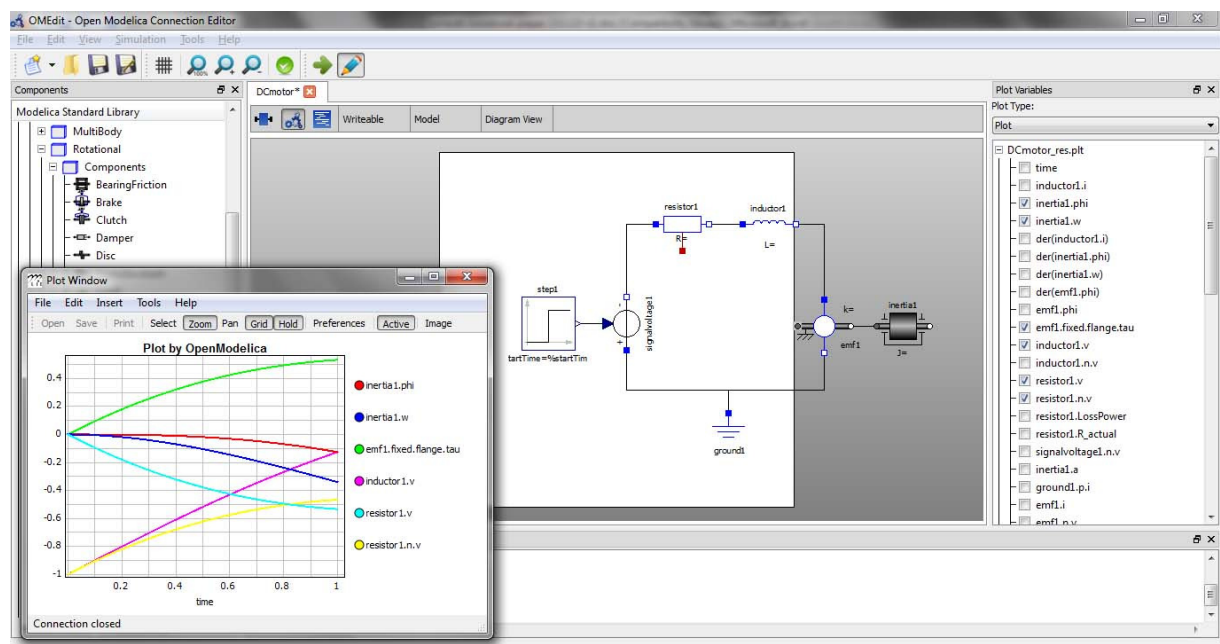 OMEdit - Open Modelica Connection Editor
File Edit View Simulation Tools Help
Components
Modelica Standard Library
MultiBody
Rotational
Components
BearingFriction
Brake
Clutch
Damper
Disc
DCmotor*
Writeable Model Diagram View
step1
tartTime=%startTim
signalvoltage1
- 
+
resistor1
R=
inductor1
L=
k=
emf1
inertia1
J=
ground1
Plot Variables
Plot Type:
Plot
DCmotor_res.plt
time
inductor1.i
inertia1.phi
inertia1.w
der(inductor1.i)
der(inertia1.phi)
der(inertia1.w)
der(emf1.phi)
emf1.phi
emf1.fixed.flange.tau
inductor1.v
inductor1.n.v
resistor1.v
resistor1.n.v
resistor1.LossPower
resistor1.R_actual
signalvoltage1.n.v
inertia1.a
ground1.p.i
emf1.i
emf1.n.v
Plot Window
File Edit Insert Tools Help
Open Save Print Select Zoom Pan Grid Hold Preferences Active Image
Plot by OpenModelica
0.4
0.2
0
-0.2
-0.4
-0.6
-0.8
-1
0.2 0.4 0.6 0.8 1
time
inertia1.phi
inertia1.w
emf1.fixed.flange.tau
inductor1.v
resistor1.v
resistor1.n.v
Connection closed